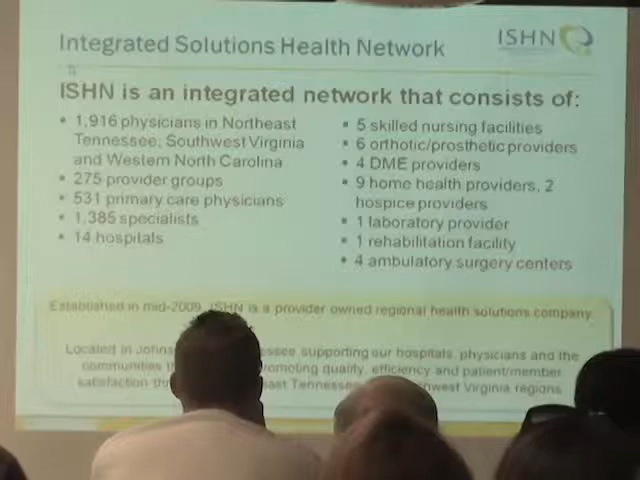 Integrated Solutions Health Network
ISHN
ISHN is an integrated network that consists of:
• 1,916 physicians in Northeast
Tennessee, Southwest Virginia
and Western North Carolina
• 275 provider groups
• 531 primary care physicians
• 1,385 specialists
• 14 hospitals
• 5 skilled nursing facilities
• 6 orthotic/prosthetic providers
• 4 DME providers
• 9 home health providers, 2
hospice providers
• 1 laboratory provider
• 1 rehabilitation facility
• 4 ambulatory surgery centers
Established in mid-2009, ISHN is a provider owned regional health solutions company.
Located in supporting our hospitals, physicians and the
communities quality, efficiency and patient/member
satisfaction Virginia regions